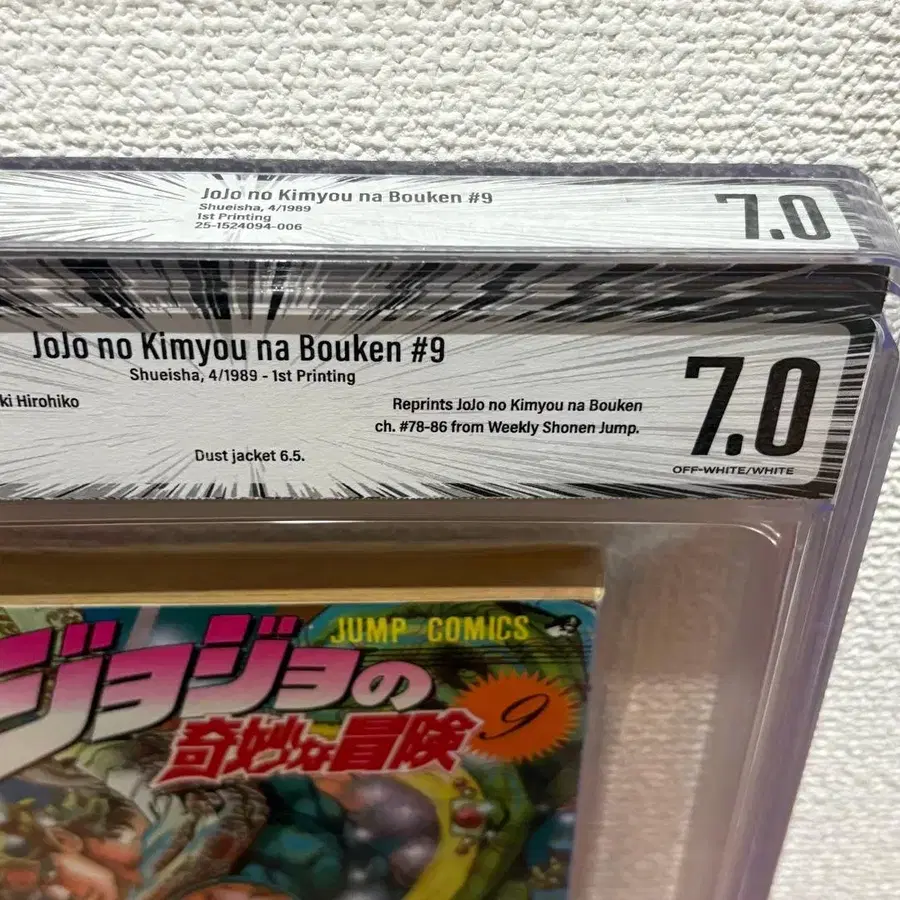 JoJo no Kimyou na Bouken #9
Shueisha, 4/1989
1st Printing
25-1524094-006
7.0
JoJo no Kimyou na Bouken #9
Shueisha, 4/1989 - 1st Printing
ki Hirohiko
Reprints JoJo no Kimyou na Bouken
ch. #78-86 from Weekly Shonen Jump.
Dust jacket 6.5.
7.0
OFF-WHITE/WHITE
JUMP COMICS
ジョジョの
奇妙な冒険
9